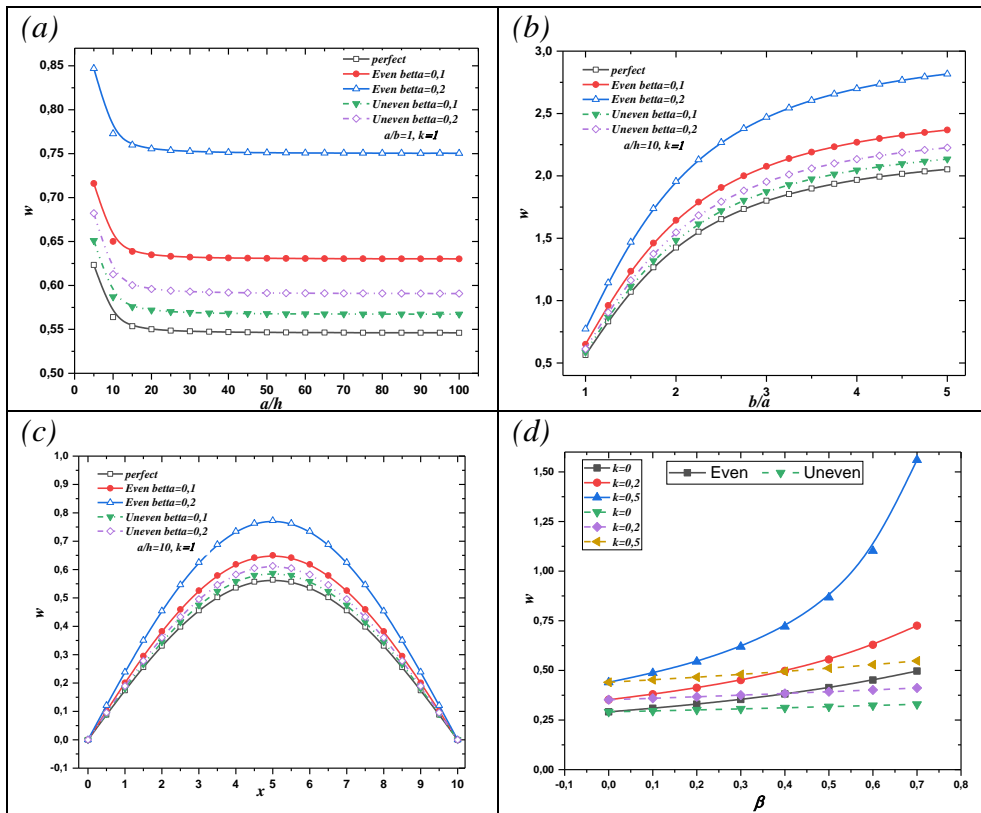 (a)
0,85
0,80
0,75
0,70
0,65
0,60
0,55
0,50
w
perfect
Even betta=0,1
Even betta=0,2
Uneven betta=0,1
Uneven betta=0,2
a/b=1, k=1
0 10 20 30 40 50 60 70 80 90 100
a/h
(b)
3,0
2,5
2,0
1,5
1,0
0,5
w
perfect
Even betta=0,1
Even betta=0,2
Uneven betta=0,1
Uneven betta=0,2
a/h=10, k=1
1 2 3 4 5
b/a
(c)
1,0
0,9
0,8
0,7
0,6
0,5
0,4
0,3
0,2
0,1
0,0
-0,1
w
perfect
Even betta=0,1
Even betta=0,2
Uneven betta=0,1
Uneven betta=0,2
a/h=10, k=1
0 1 2 3 4 5 6 7 8 9 10
x
(d)
1,50
1,25
1,00
0,75
0,50
0,25
0,00
w
k=0
k=0,2
k=0,5
k=0
k=0,2
k=0,5
Even Uneven
-0,1 0,0 0,1 0,2 0,3 0,4 0,5 0,6 0,7 0,8
β